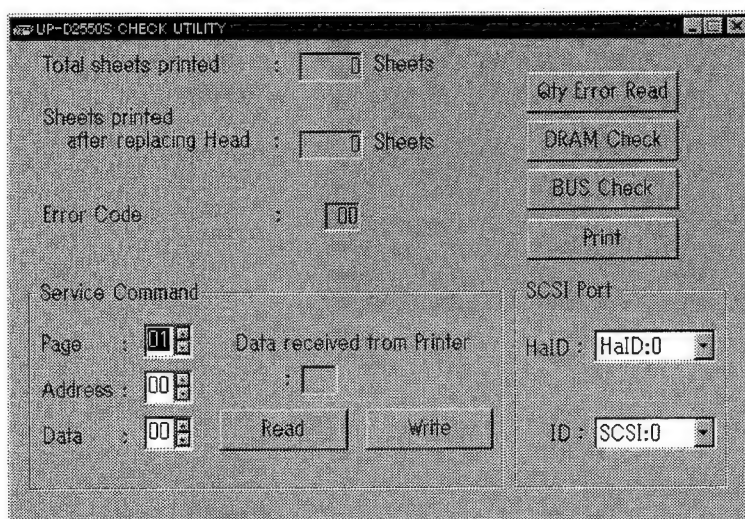 UP-D2550S CHECK UTILITY
Total sheets printed : 0 Sheets
Sheets printed
after replacing Head : 0 Sheets
Error Code : 00
Qty Error Read
DRAM Check
BUS Check
Print
Service Command
Page : 01
Address : 00
Data : 00
Data received from Printer
:
Read
Write
SCSI Port
HaID : HaID:0
ID : SCSI:0